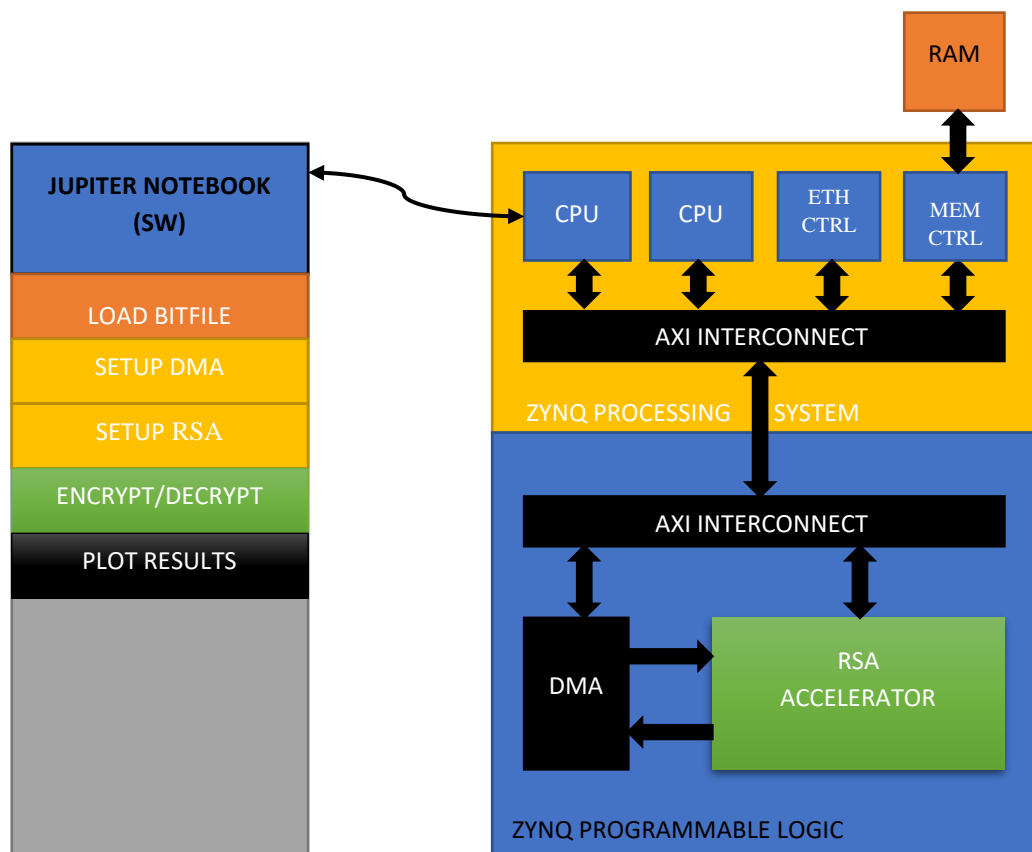 RAM
JUPITER NOTEBOOK
(SW)
LOAD BITFILE
SETUP DMA
SETUP RSA
ENCRYPT/DECRYPT
PLOT RESULTS
CPU
CPU
ETH
CTRL
MEM
CTRL
AXI INTERCONNECT
ZYNQ PROCESSING SYSTEM
AXI INTERCONNECT
DMA
RSA
ACCELERATOR
ZYNQ PROGRAMMABLE LOGIC